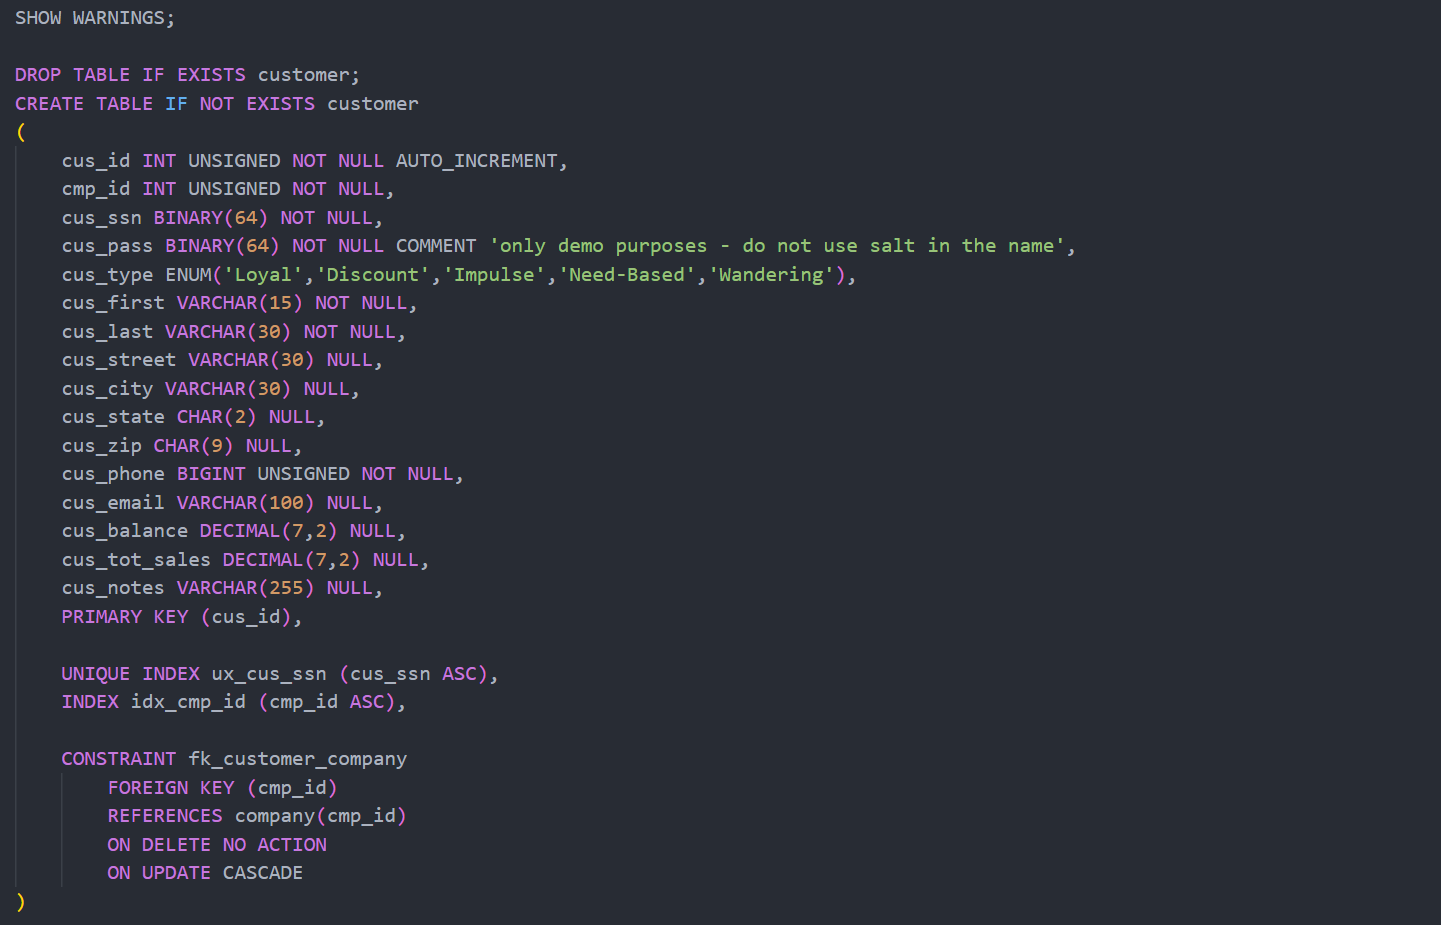 SHOW WARNINGS;
DROP TABLE IF EXISTS customer;
CREATE TABLE IF NOT EXISTS customer
(
cus_id INT UNSIGNED NOT NULL AUTO_INCREMENT,
cmp_id INT UNSIGNED NOT NULL,
cus_ssn BINARY(64) NOT NULL,
cus_pass BINARY(64) NOT NULL COMMENT 'only demo purposes - do not use salt in the name',
cus_type ENUM('Loyal','Discount','Impulse','Need-Based','Wandering'),
cus_first VARCHAR(15) NOT NULL,
cus_last VARCHAR(30) NOT NULL,
cus_street VARCHAR(30) NULL,
cus_city VARCHAR(30) NULL,
cus_state CHAR(2) NULL,
cus_zip CHAR(9) NULL,
cus_phone BIGINT UNSIGNED NOT NULL,
cus_email VARCHAR(100) NULL,
cus_balance DECIMAL(7,2) NULL,
cus_tot_sales DECIMAL(7,2) NULL,
cus_notes VARCHAR(255) NULL,
PRIMARY KEY (cus_id),
UNIQUE INDEX ux_cus_ssn (cus_ssn ASC),
INDEX idx_cmp_id (cmp_id ASC),
CONSTRAINT fk_customer_company
FOREIGN KEY (cmp_id)
REFERENCES company(cmp_id)
ON DELETE NO ACTION
ON UPDATE CASCADE
)